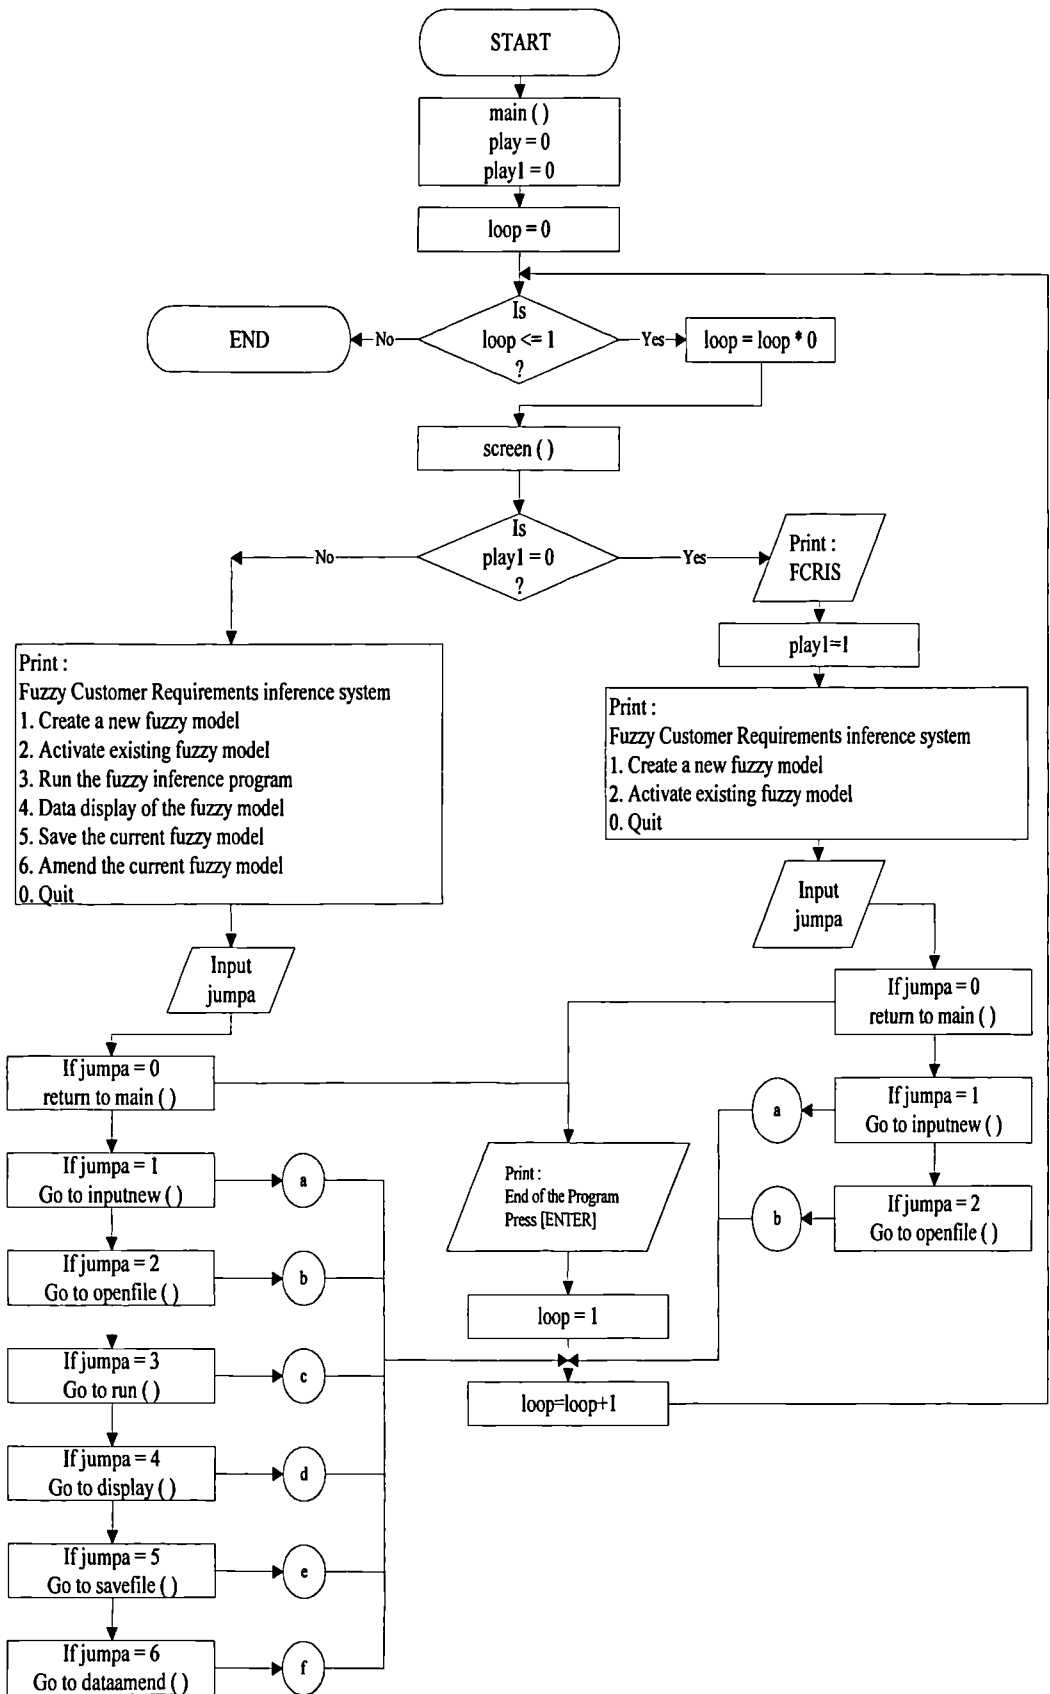 START
main ( )
play = 0
play1 = 0
loop = 0
Is
loop <= 1
?
No
END
Yes
loop = loop * 0
screen ( )
Is
play1 = 0
?
No
Yes
Print :
FCRIS
play1=1
Print :
Fuzzy Customer Requirements inference system
1. Create a new fuzzy model
2. Activate existing fuzzy model
3. Run the fuzzy inference program
4. Data display of the fuzzy model
5. Save the current fuzzy model
6. Amend the current fuzzy model
0. Quit
Print :
Fuzzy Customer Requirements inference system
1. Create a new fuzzy model
2. Activate existing fuzzy model
0. Quit
Input
jumpa
Input
jumpa
If jumpa = 0
return to main ( )
If jumpa = 1
Go to inputnew ( )
a
If jumpa = 2
Go to openfile ( )
b
If jumpa = 0
return to main ( )
If jumpa = 1
Go to inputnew ( )
a
If jumpa = 2
Go to openfile ( )
b
If jumpa = 3
Go to run ( )
c
If jumpa = 4
Go to display ( )
d
If jumpa = 5
Go to savefile ( )
e
If jumpa = 6
Go to dataamend ( )
f
Print :
End of the Program
Press [ENTER]
loop = 1
loop=loop+1